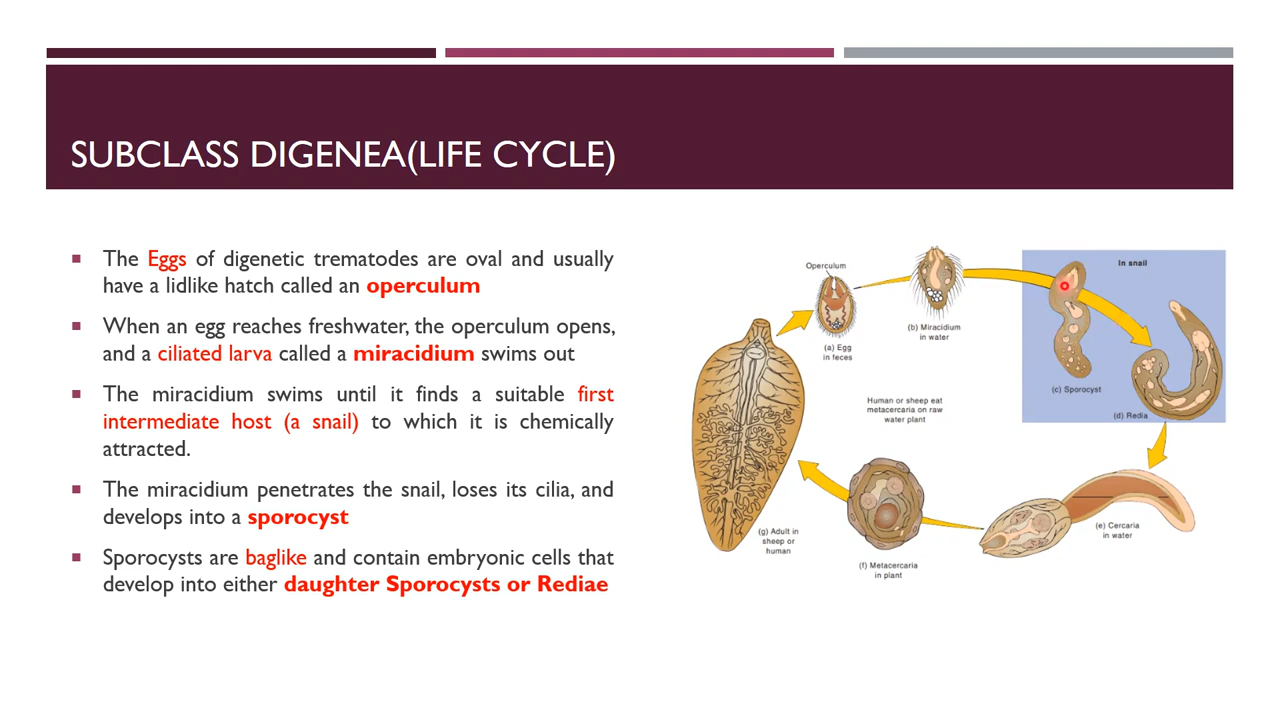 SUBCLASS DIGENEA(LIFE CYCLE)
The Eggs of digenetic trematodes are oval and usually
have a lidlike hatch called an operculum
When an egg reaches freshwater, the operculum opens,
and a ciliated larva called a miracidium swims out
The miracidium swims until it finds a suitable first
intermediate host (a snail) to which it is chemically
attracted.
The miracidium penetrates the snail, loses its cilia, and
develops into a sporocyst
Sporocysts are baglike and contain embryonic cells that
develop into either daughter Sporocysts or Rediae
Operculum
(a) Egg
in feces
(b) Miracidium
in water
In snail
(c) Sporocyst
(d) Redia
Human or sheep eat
metacercaria on raw
water plant
(e) Cercaria
in water
(f) Metacercaria
in plant
(g) Adult in
sheep or
human